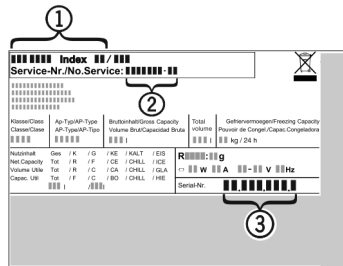 1
Index /
Service-Nr./No.Service: -
2
Klasse/Class Ap-Typ/AP-Type Bruttoinhalt/Gross Capacity Total Gefriervermoegen/Freezing Capacity
Classe/Clase AP-Type/AP-Tipo Volume Brut/Capacidad Bruta volume Pouvoir de Congel./Capac.Congeladora
l l kg / 24 h
Nutzinhalt Ges / K / G / KE / KALT / EIS
Net.Capacity Tot / R / F / CE / CHILL / ICE
Volume Utile Tot / R / C / CA / CHILL / GLA
Capac. Util Tot / F / C / BO / CHILL / HIE
l / l
R : g
W A - V Hz
Serial-Nr. . . .
3